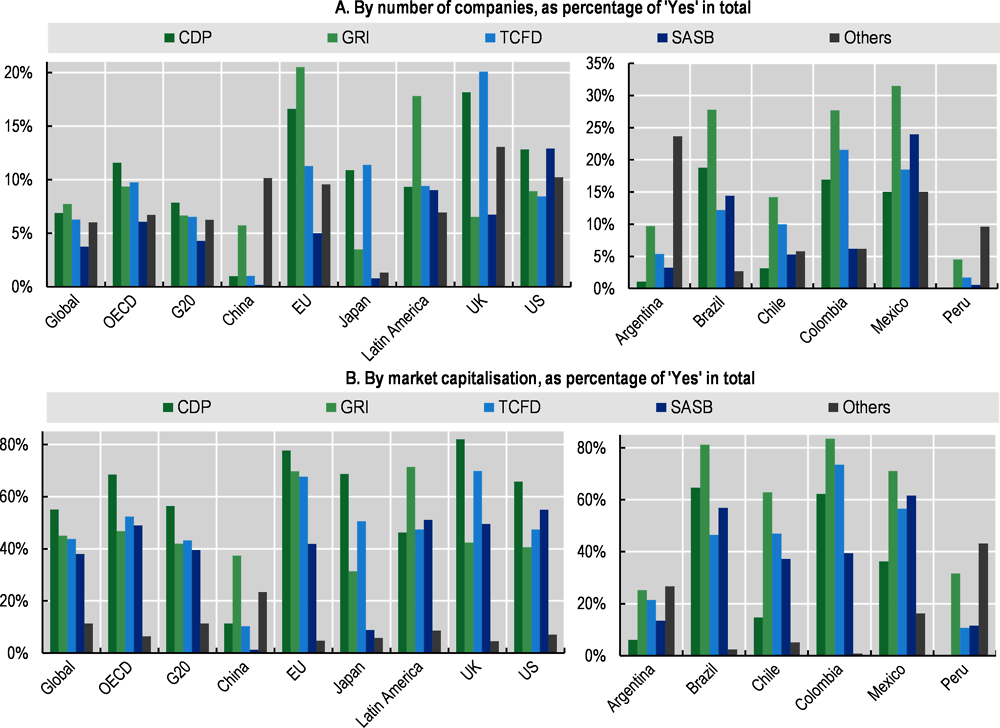 A. By number of companies, as percentage of 'Yes' in total
CDP GRI TCFD SASB Others
20%
15%
10%
5%
0%
Global OECD G20 China EU Japan Latin America UK US
35%
30%
25%
20%
15%
10%
5%
0%
Argentina Brazil Chile Colombia Mexico Peru
B. By market capitalisation, as percentage of 'Yes' in total
CDP GRI TCFD SASB Others
80%
60%
40%
20%
0%
Global OECD G20 China EU Japan Latin America UK US
80%
60%
40%
20%
0%
Argentina Brazil Chile Colombia Mexico Peru